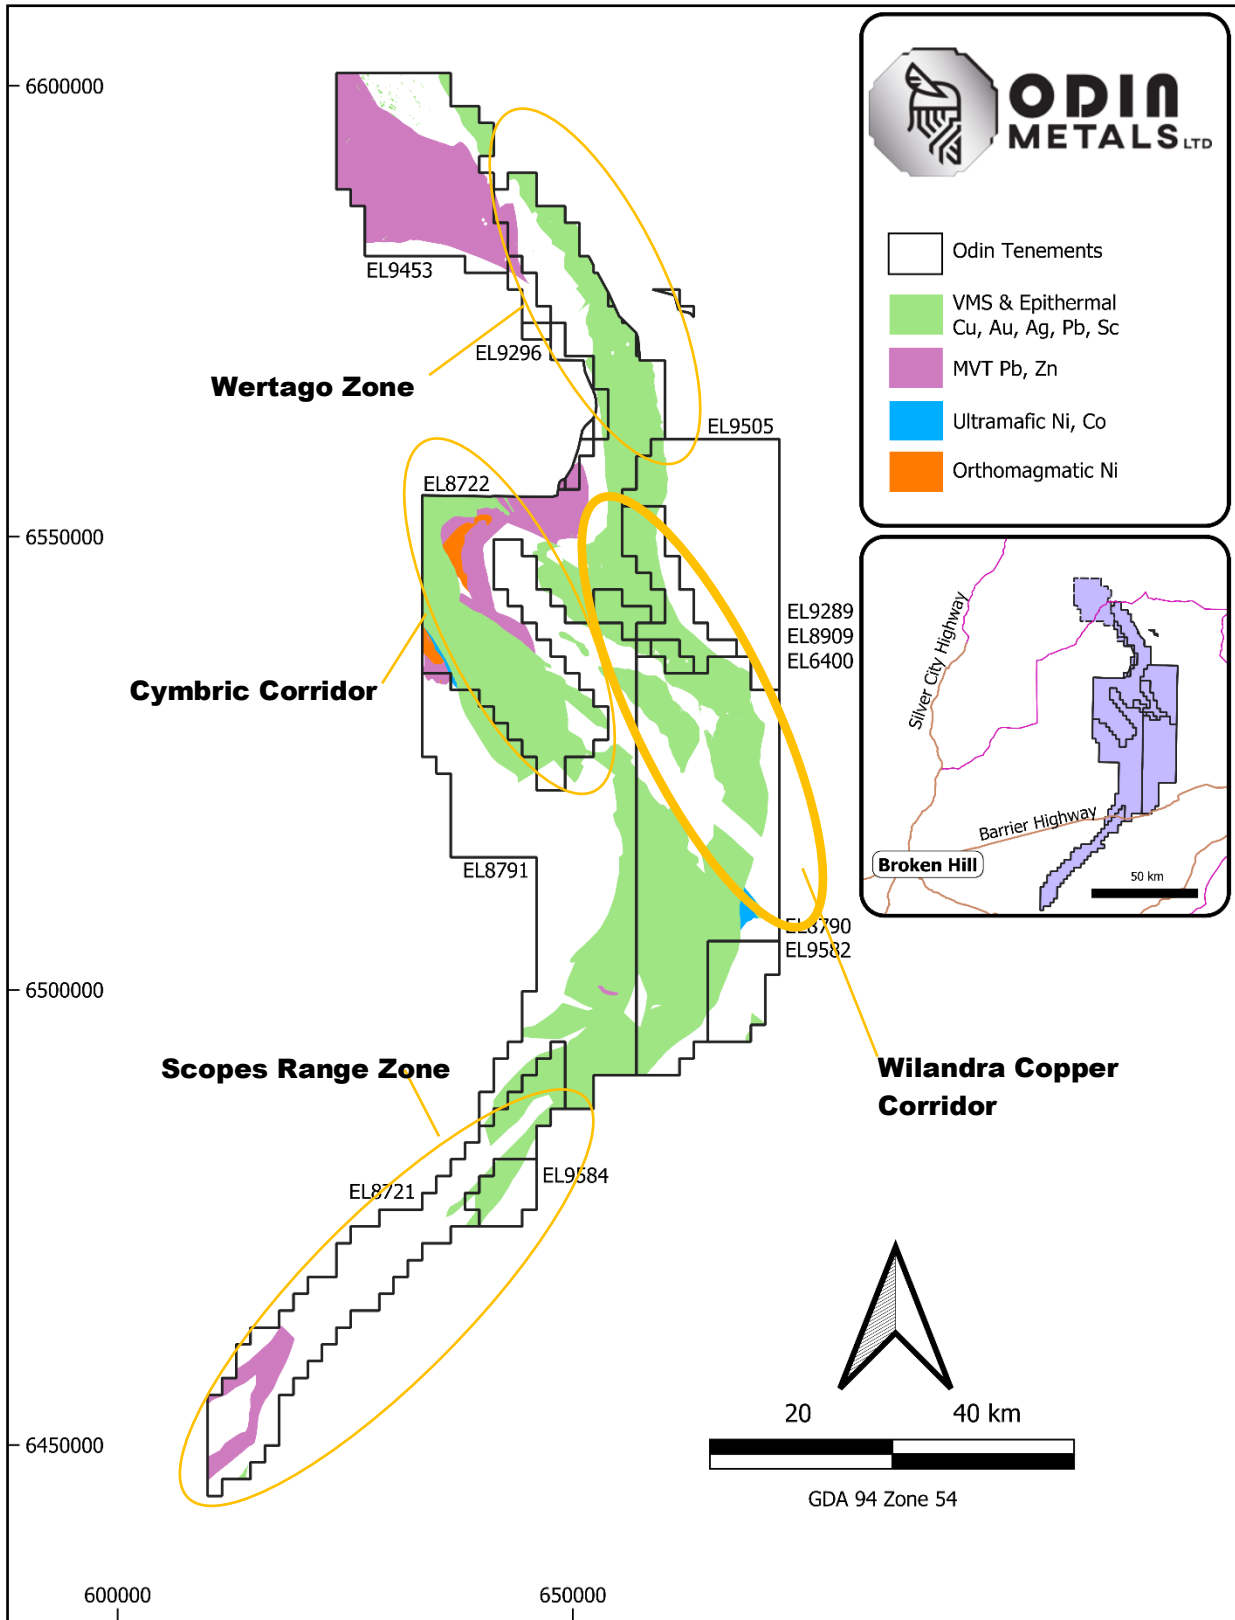 6600000
6550000
6500000
6450000
600000
650000
EL9453
EL9296
Wertago Zone
EL9505
EL8722
EL9289
EL8909
EL6400
Cymbric Corridor
EL8791
EL8790
EL9582
Scopes Range Zone
Wilandra Copper
Corridor
EL9584
EL8721
ODIN
METALS LTD
Odin Tenements
VMS & Epithermal
Cu, Au, Ag, Pb, Sc
MVT Pb, Zn
Ultramafic Ni, Co
Orthomagmatic Ni
Silver City Highway
Barrier Highway
Broken Hill
50 km
20 40 km
GDA 94 Zone 54